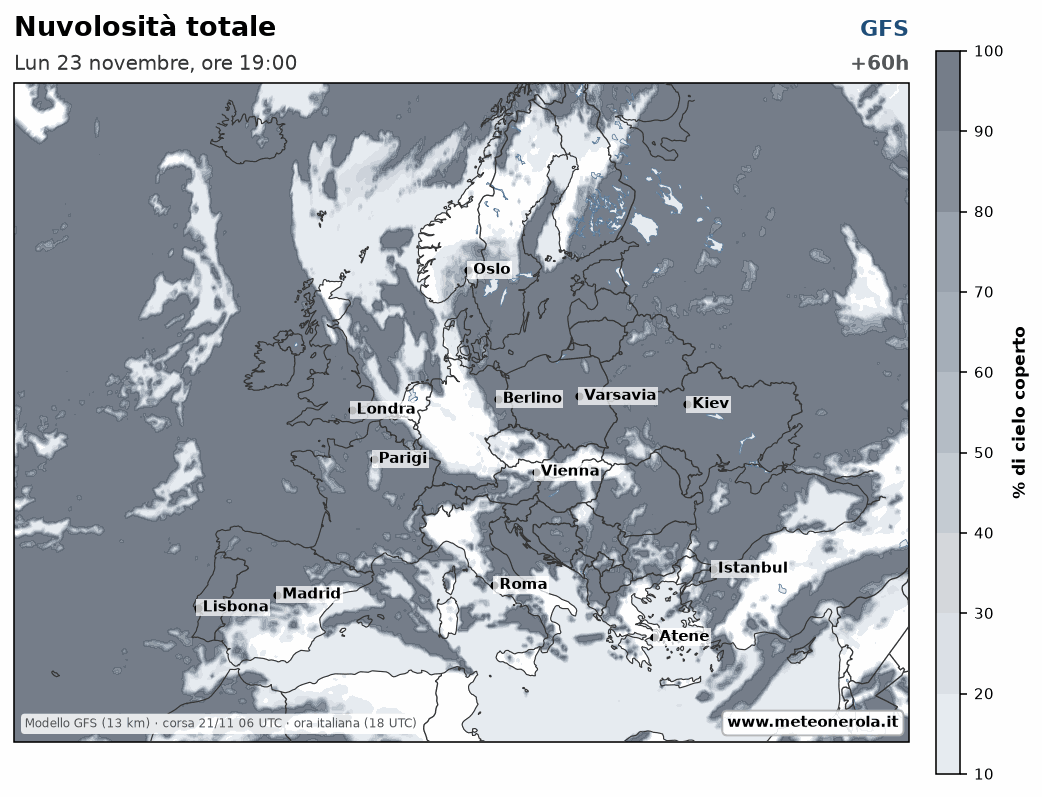 Nuvolosità totale
GFS
Lun 23 novembre, ore 19:00
+60h
100
90
80
70
60
50
40
30
20
10
% di cielo coperto
Oslo
Berlino
Varsavia
Kiev
Londra
Parigi
Vienna
Istanbul
Roma
Madrid
Lisbona
Atene
Modello GFS (13 km) · corsa 21/11 06 UTC · ora italiana (18 UTC)
www.meteonerola.it